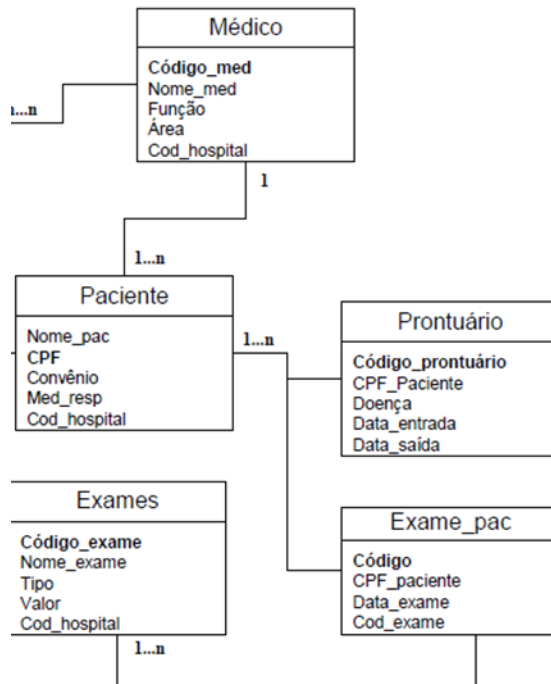 Médico
Código_med
Nome_med
Função
Área
Cod_hospital
...n
1
1...n
Paciente
Nome_pac
CPF
Convênio
Med_resp
Cod_hospital
1...n
Prontuário
Código_prontuário
CPF_Paciente
Doença
Data_entrada
Data_saída
Exames
Código_exame
Nome_exame
Tipo
Valor
Cod_hospital
1...n
Exame_pac
Código
CPF_paciente
Data_exame
Cod_exame